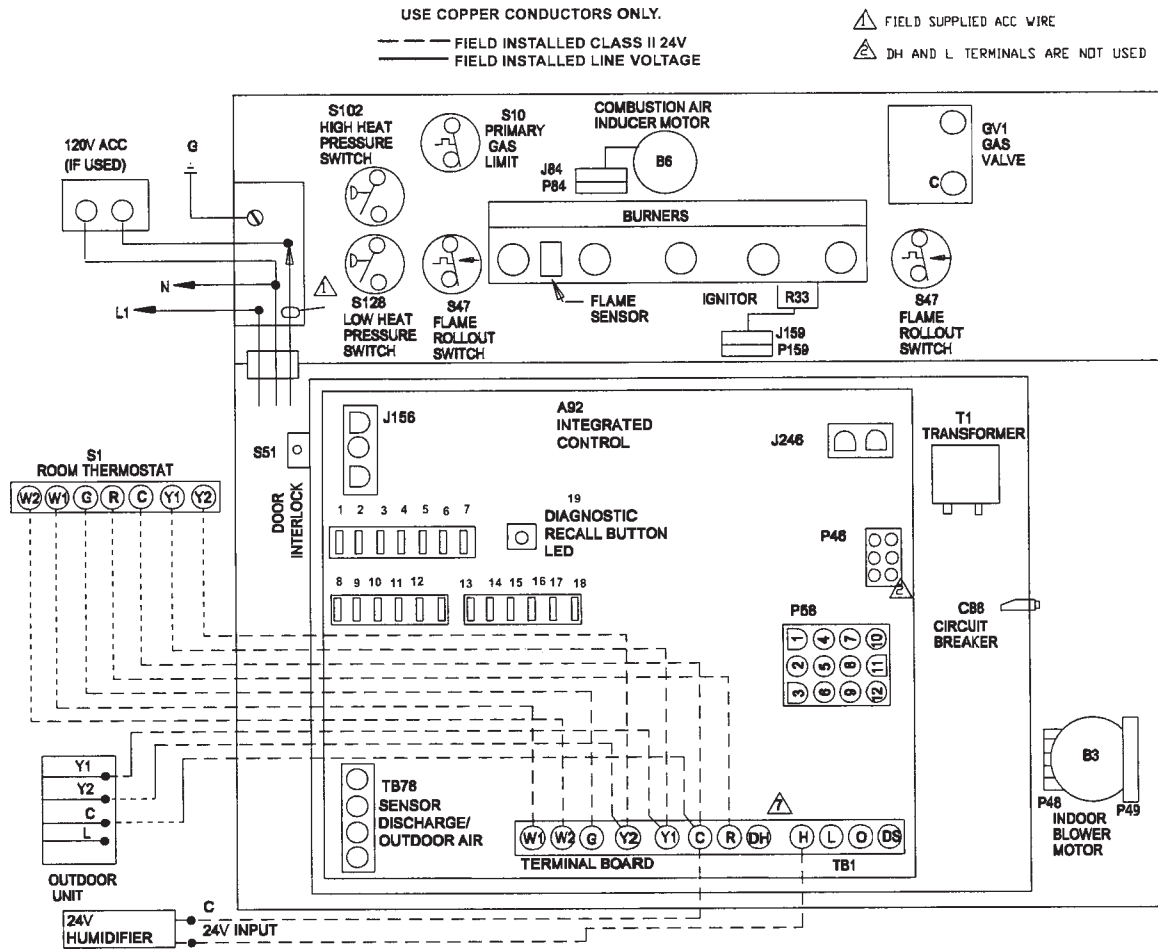 USE COPPER CONDUCTORS ONLY.
FIELD INSTALLED CLASS II 24V
FIELD INSTALLED LINE VOLTAGE
1 FIELD SUPPLIED ACC WIRE
2 DH AND L TERMINALS ARE NOT USED
120V ACC
(IF USED)
G
S102
HIGH HEAT
PRESSURE
SWITCH
S10
PRIMARY
GAS
LIMIT
COMBUSTION AIR
INDUCER MOTOR
J84
P84
B6
GV1
GAS
VALVE
C
BURNERS
N
L1
1
S128
LOW HEAT
PRESSURE
SWITCH
S47
FLAME
ROLLOUT
SWITCH
FLAME
SENSOR
IGNITOR
R33
J159
P159
S47
FLAME
ROLLOUT
SWITCH
S1
ROOM THERMOSTAT
W2 W1 G R C Y1 Y2
S51
DOOR
INTERLOCK
J156
A92
INTEGRATED
CONTROL
J246
T1
TRANSFORMER
1 2 3 4 5 6 7
19
DIAGNOSTIC
RECALL BUTTON
LED
P46
2
8 9 10 11 12
13 14 15 16 17 18
P58
1 4 7 10
2 5 8 11
3 6 9 12
CB8
CIRCUIT
BREAKER
Y1
Y2
C
L
OUTDOOR
UNIT
TB78
SENSOR
DISCHARGE/
OUTDOOR AIR
7
W1 W2 G Y2 Y1 C R DH H L O DS
TERMINAL BOARD
TB1
B3
P48
P49
INDOOR
BLOWER
MOTOR
24V
HUMIDIFIER
C
24V INPUT